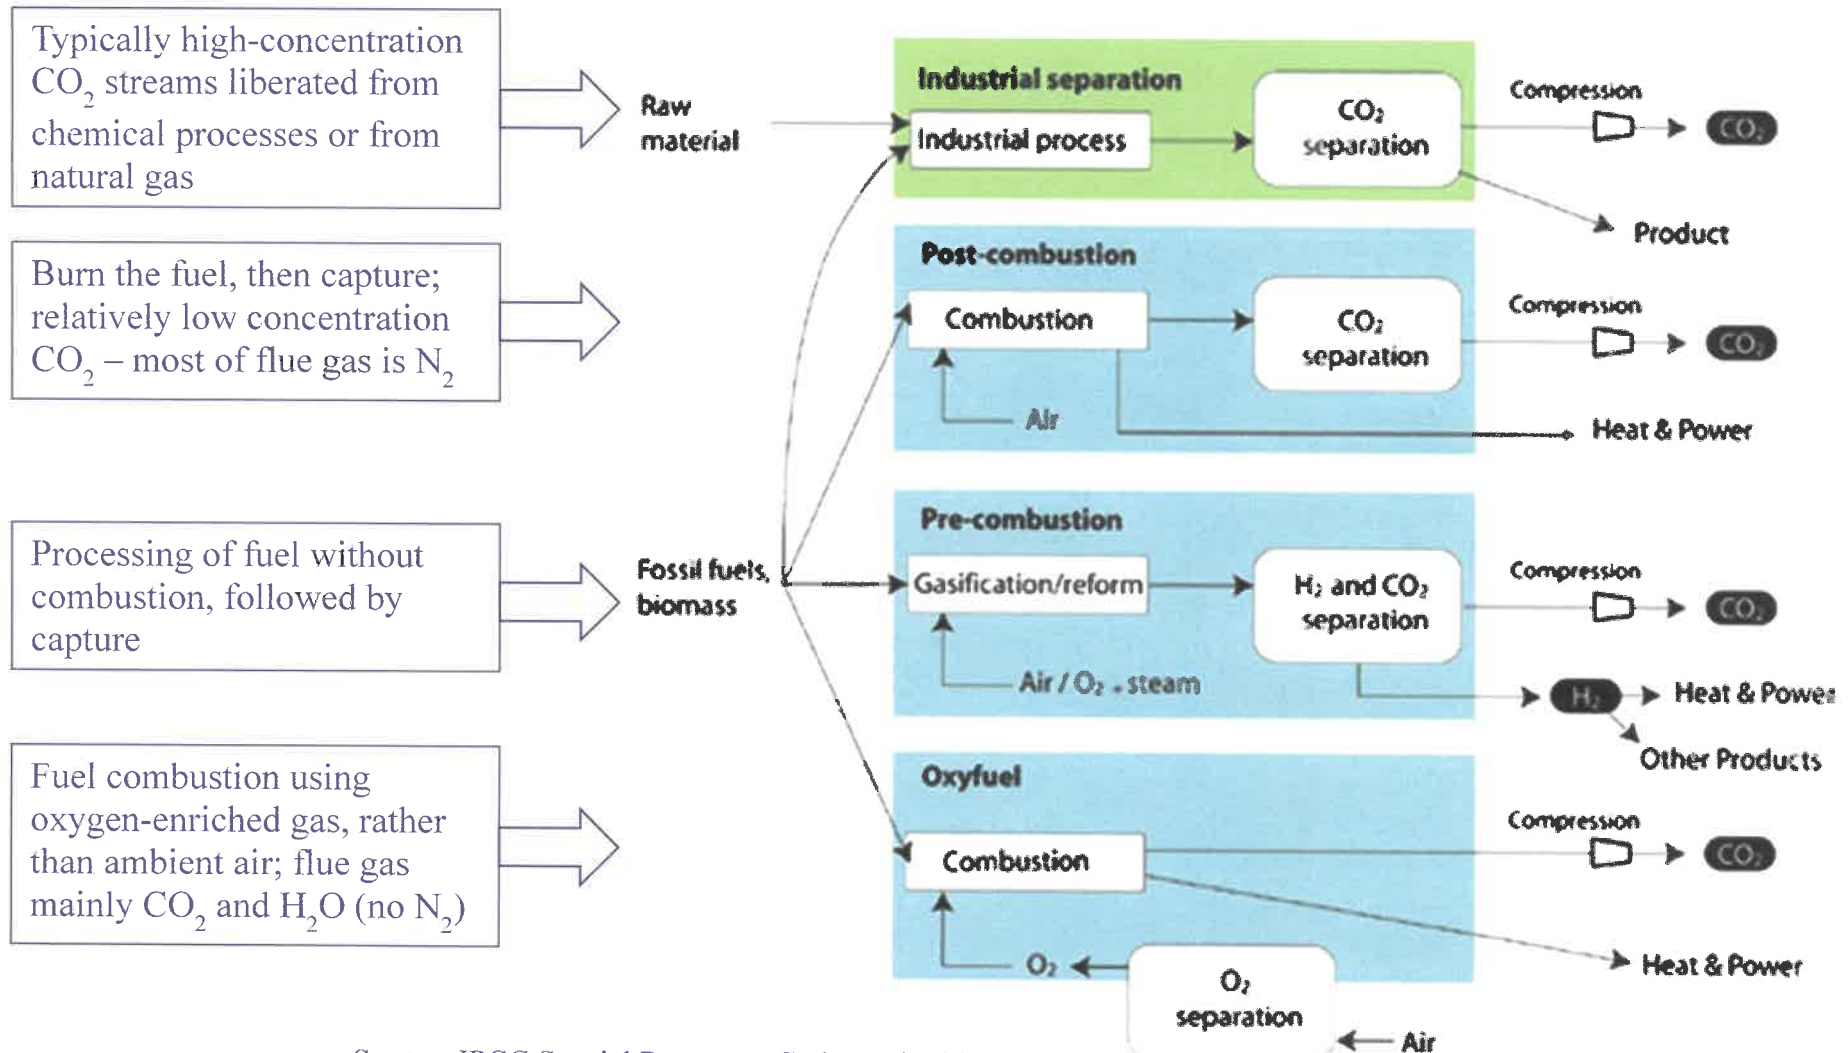 Typically high-concentration
CO₂ streams liberated from
chemical processes or from
natural gas
Burn the fuel, then capture;
relatively low concentration
CO₂ – most of flue gas is N₂
Processing of fuel without
combustion, followed by
capture
Fuel combustion using
oxygen-enriched gas, rather
than ambient air; flue gas
mainly CO₂ and H₂O (no N₂)
Raw
material
Fossil fuels,
biomass
Industrial separation
Industrial process
CO₂
separation
Compression
CO₂
Product
Post-combustion
Combustion
CO₂
separation
Air
Compression
CO₂
Heat & Power
Pre-combustion
Gasification/reform
H₂ and CO₂
separation
Air / O₂ + steam
Compression
CO₂
H₂
Heat & Power
Other Products
Oxyfuel
Combustion
Compression
CO₂
O₂
O₂
separation
Air
Heat & Power
IPCC Special